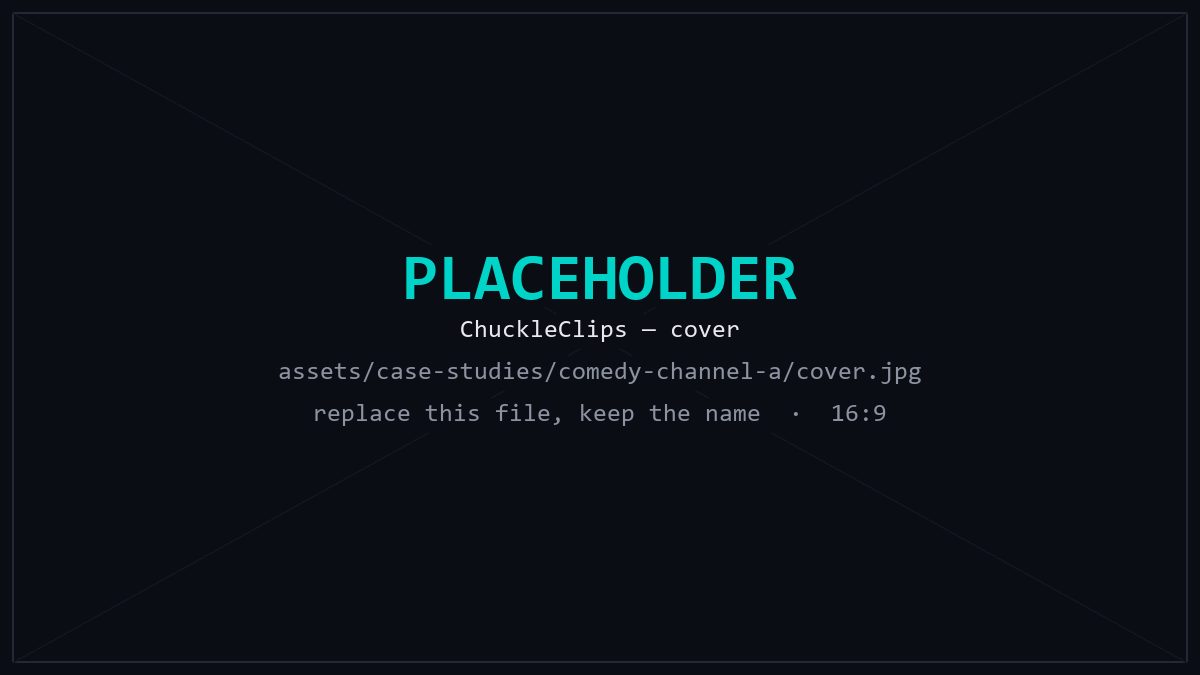 PLACEHOLDER
ChuckleClips — cover
assets/case-studies/comedy-channel-a/cover.jpg
replace this file, keep the name · 16:9